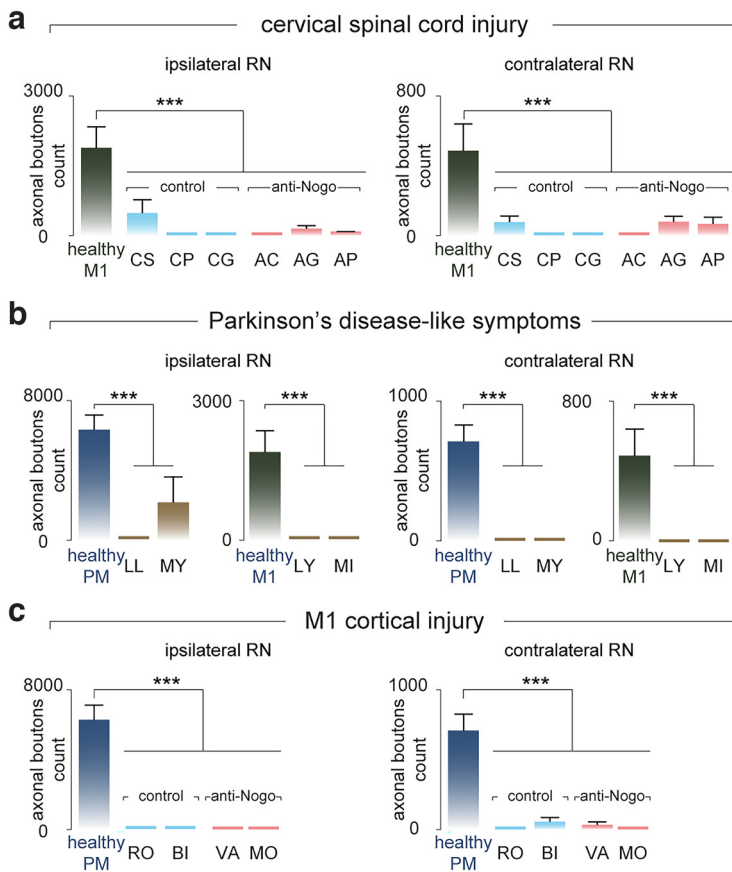 a
cervical spinal cord injury
ipsilateral RN
contralateral RN
3000
***
axonal boutons
count
control
anti-Nogo
0
healthy
M1
CS CP CG AC AG AP
800
***
axonal boutons
count
control
anti-Nogo
0
healthy
M1
CS CP CG AC AG AP
b
Parkinson’s disease-like symptoms
ipsilateral RN
contralateral RN
8000
***
axonal boutons
count
0
healthy
PM
LL MY
3000
***
0
healthy
M1
LY MI
1000
***
axonal boutons
count
0
healthy
PM
LL MY
800
***
0
healthy
M1
LY MI
c
M1 cortical injury
ipsilateral RN
contralateral RN
8000
***
axonal boutons
count
control
anti-Nogo
0
healthy
PM
RO BI VA MO
1000
***
axonal boutons
count
control
anti-Nogo
0
healthy
PM
RO BI VA MO